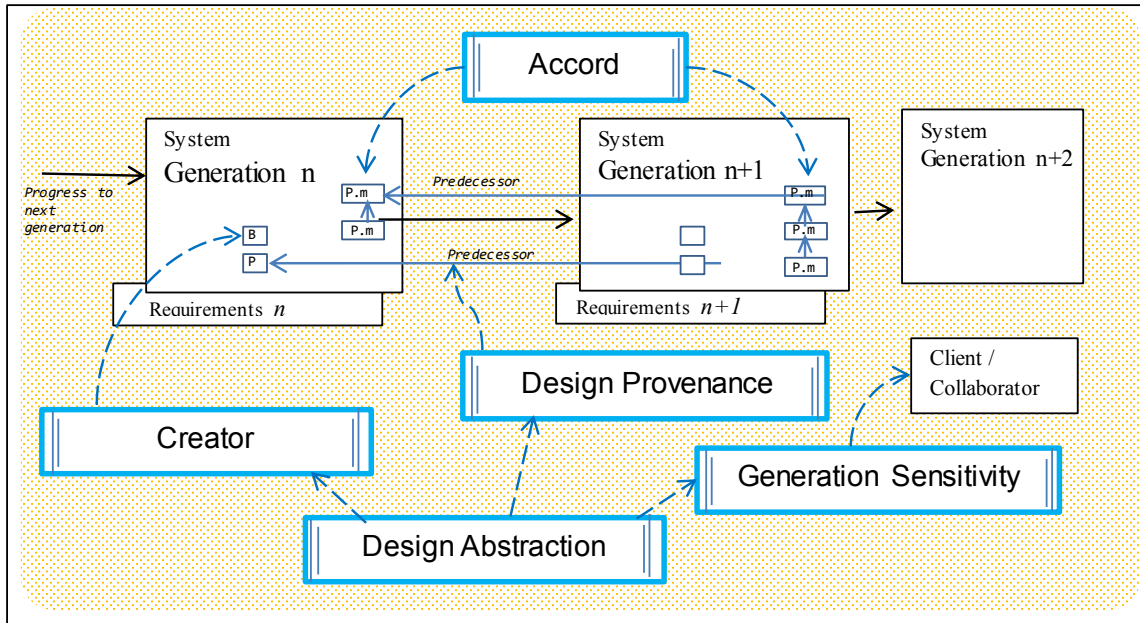 Accord
System
Generation n
System
Generation n+1
System
Generation n+2
Progress to
next
generation
Predecessor
P.m
P.m
P.m
P.m
P.m
B
P
Predecessor
Requirements n
Requirements n+1
Client /
Collaborator
Design Provenance
Creator
Generation Sensitivity
Design Abstraction